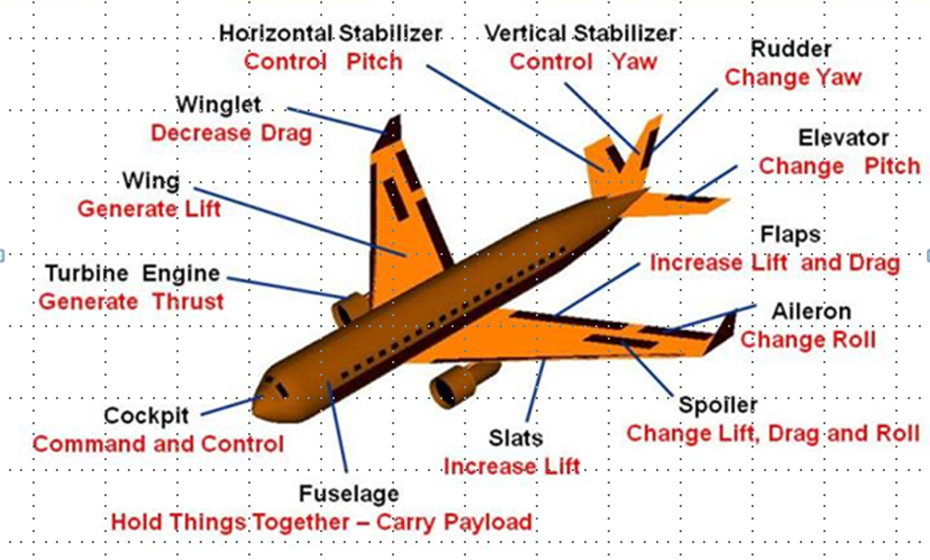 Horizontal Stabilizer
Control Pitch
Vertical Stabilizer
Control Yaw
Rudder
Change Yaw
Winglet
Decrease Drag
Elevator
Change Pitch
Wing
Generate Lift
Flaps
Increase Lift and Drag
Turbine Engine
Generate Thrust
Aileron
Change Roll
Cockpit
Command and Control
Spoiler
Change Lift, Drag and Roll
Slats
Increase Lift
Fuselage
Hold Things Together – Carry Payload